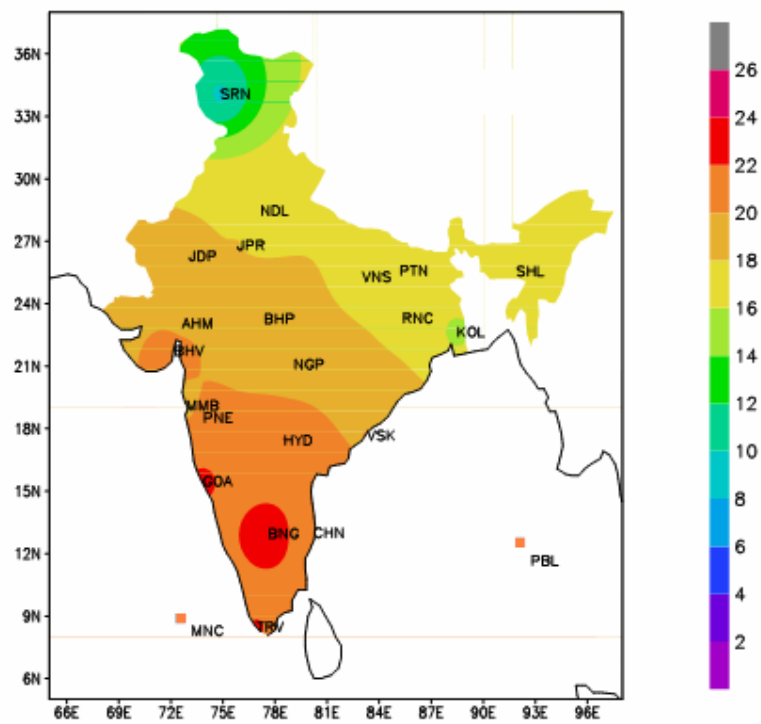 36N
33N
30N
27N
24N
21N
18N
15N
12N
9N
6N
66E 69E 72E 75E 78E 81E 84E 87E 90E 93E 96E
SRN
NDL
JPR
JDP
VNS
PTN
SHL
AHM
BHP
RNC
KOL
BHV
NGP
MMB
PNE
HYD
VSK
GOA
BNG
CHN
PBL
MNC
TRV
26
24
22
20
18
16
14
12
10
8
6
4
2